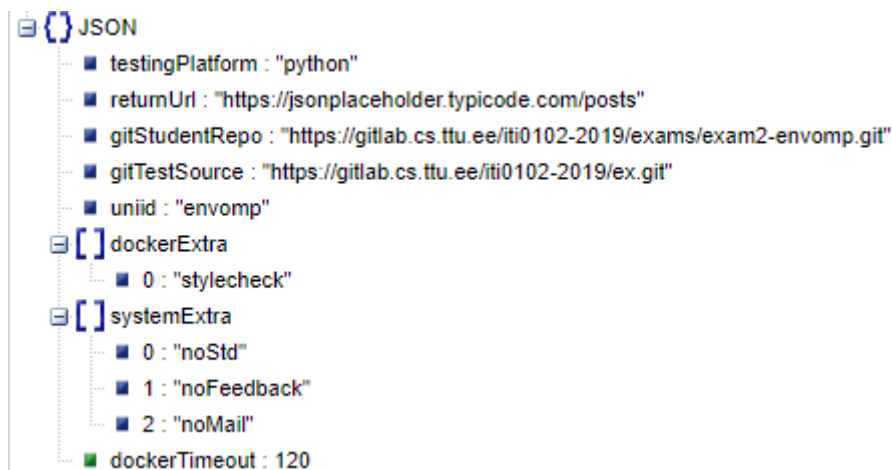 JSON
testingPlatform : "python"
returnUrl : "https://jsonplaceholder.typicode.com/posts"
gitStudentRepo : "https://gitlab.cs.ttu.ee/iti0102-2019/exams/exam2-envomp.git"
gitTestSource : "https://gitlab.cs.ttu.ee/iti0102-2019/ex.git"
uniid : "envomp"
dockerExtra
0 : "stylecheck"
systemExtra
0 : "noStd"
1 : "noFeedback"
2 : "noMail"
dockerTimeout : 120